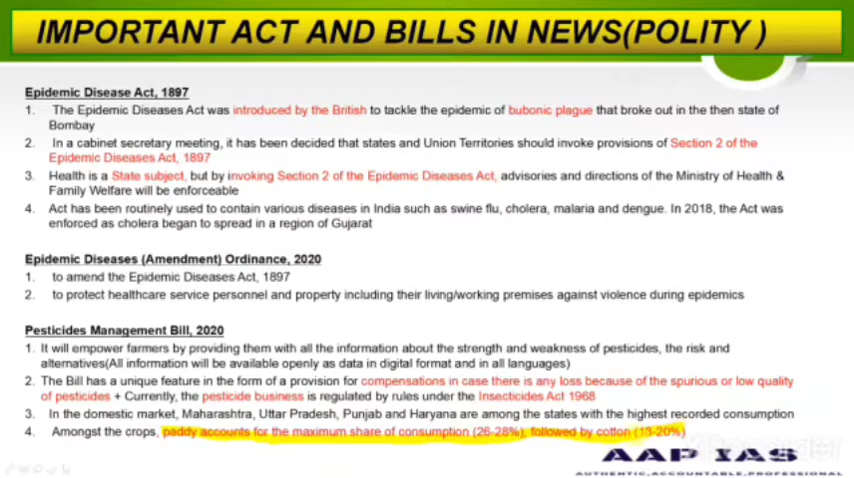 IMPORTANT ACT AND BILLS IN NEWS(POLITY )
Epidemic Disease Act, 1897
1. The Epidemic Diseases Act was introduced by the British to tackle the epidemic of bubonic plague that broke out in the then state of
Bombay
2. In a cabinet secretary meeting, it has been decided that states and Union Territories should invoke provisions of Section 2 of the
Epidemic Diseases Act, 1897
3. Health is a State subject, but by invoking Section 2 of the Epidemic Diseases Act, advisories and directions of the Ministry of Health &
Family Welfare will be enforceable
4. Act has been routinely used to contain various diseases in India such as swine flu, cholera, malaria and dengue. In 2018, the Act was
enforced as cholera began to spread in a region of Gujarat
Epidemic Diseases (Amendment) Ordinance, 2020
1. to amend the Epidemic Diseases Act, 1897
2. to protect healthcare service personnel and property including their living/working premises against violence during epidemics
Pesticides Management Bill, 2020
1. It will empower farmers by providing them with all the information about the strength and weakness of pesticides, the risk and
alternatives(All information will be available openly as data in digital format and in all languages)
2. The Bill has a unique feature in the form of a provision for compensations in case there is any loss because of the spurious or low quality
of pesticides + Currently, the pesticide business is regulated by rules under the Insecticides Act 1968
3. In the domestic market, Maharashtra, Uttar Pradesh, Punjab and Haryana are among the states with the highest recorded consumption
4. Amongst the crops, paddy accounts for the maximum share of consumption (26-28%), followed by cotton (13-20%)
AAP IAS
AUTHENTIC,ACCOUNTABLE,PROFESSIONAL